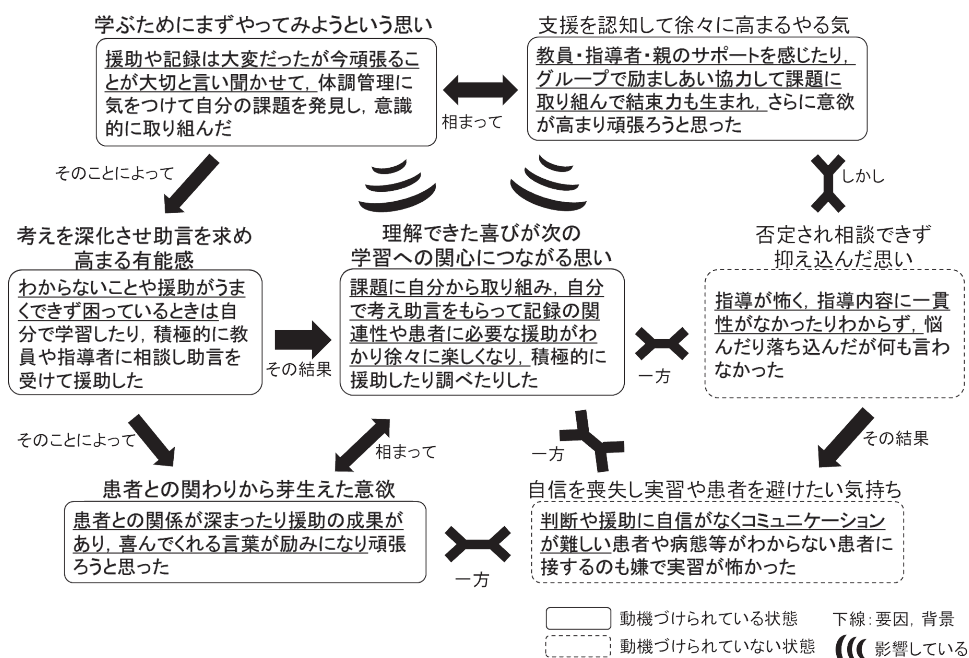 学ぶためにまずやってみようという思い
援助や記録は大変だったが今頑張るこ
とが大切と言い聞かせて，体調管理に
気をつけて自分の課題を発見し，意識
的に取り組んだ
相まって
支援を認知して徐々に高まるやる気
教員・指導者・親のサポートを感じたり，
グループで励ましあい協力して課題に
取り組んで結束力も生まれ，さらに意欲
が高まり頑張ろうと思った
そのことによって
しかし
考えを深化させ助言を求め
高まる有能感
わからないことや援助がうま
くできず困っているときは自
分で学習したり，積極的に教
員や指導者に相談し助言を
受けて援助した
その結果
理解できた喜びが次の
学習への関心につながる思い
課題に自分から取り組み，自分
で考え助言をもらって記録の関
連性や患者に必要な援助がわ
かり徐々に楽しくなり，積極的に
援助したり調べたりした
一方
否定され相談できず
抑え込んだ思い
指導が怖く，指導内容に一貫
性がなかったりわからず，悩
んだり落ち込んだが何も言わ
なかった
そのことによって
相まって
一方
その結果
患者との関わりから芽生えた意欲
患者との関係が深まったり援助の成果が
あり，喜んでくれる言葉が励みになり頑張
ろうと思った
一方
自信を喪失し実習や患者を避けたい気持ち
判断や援助に自信がなくコミュニケーション
が難しい患者や病態等がわからない患者に
接するのも嫌で実習が怖かった
動機づけられている状態
下線：要因，背景
動機づけられていない状態
影響している